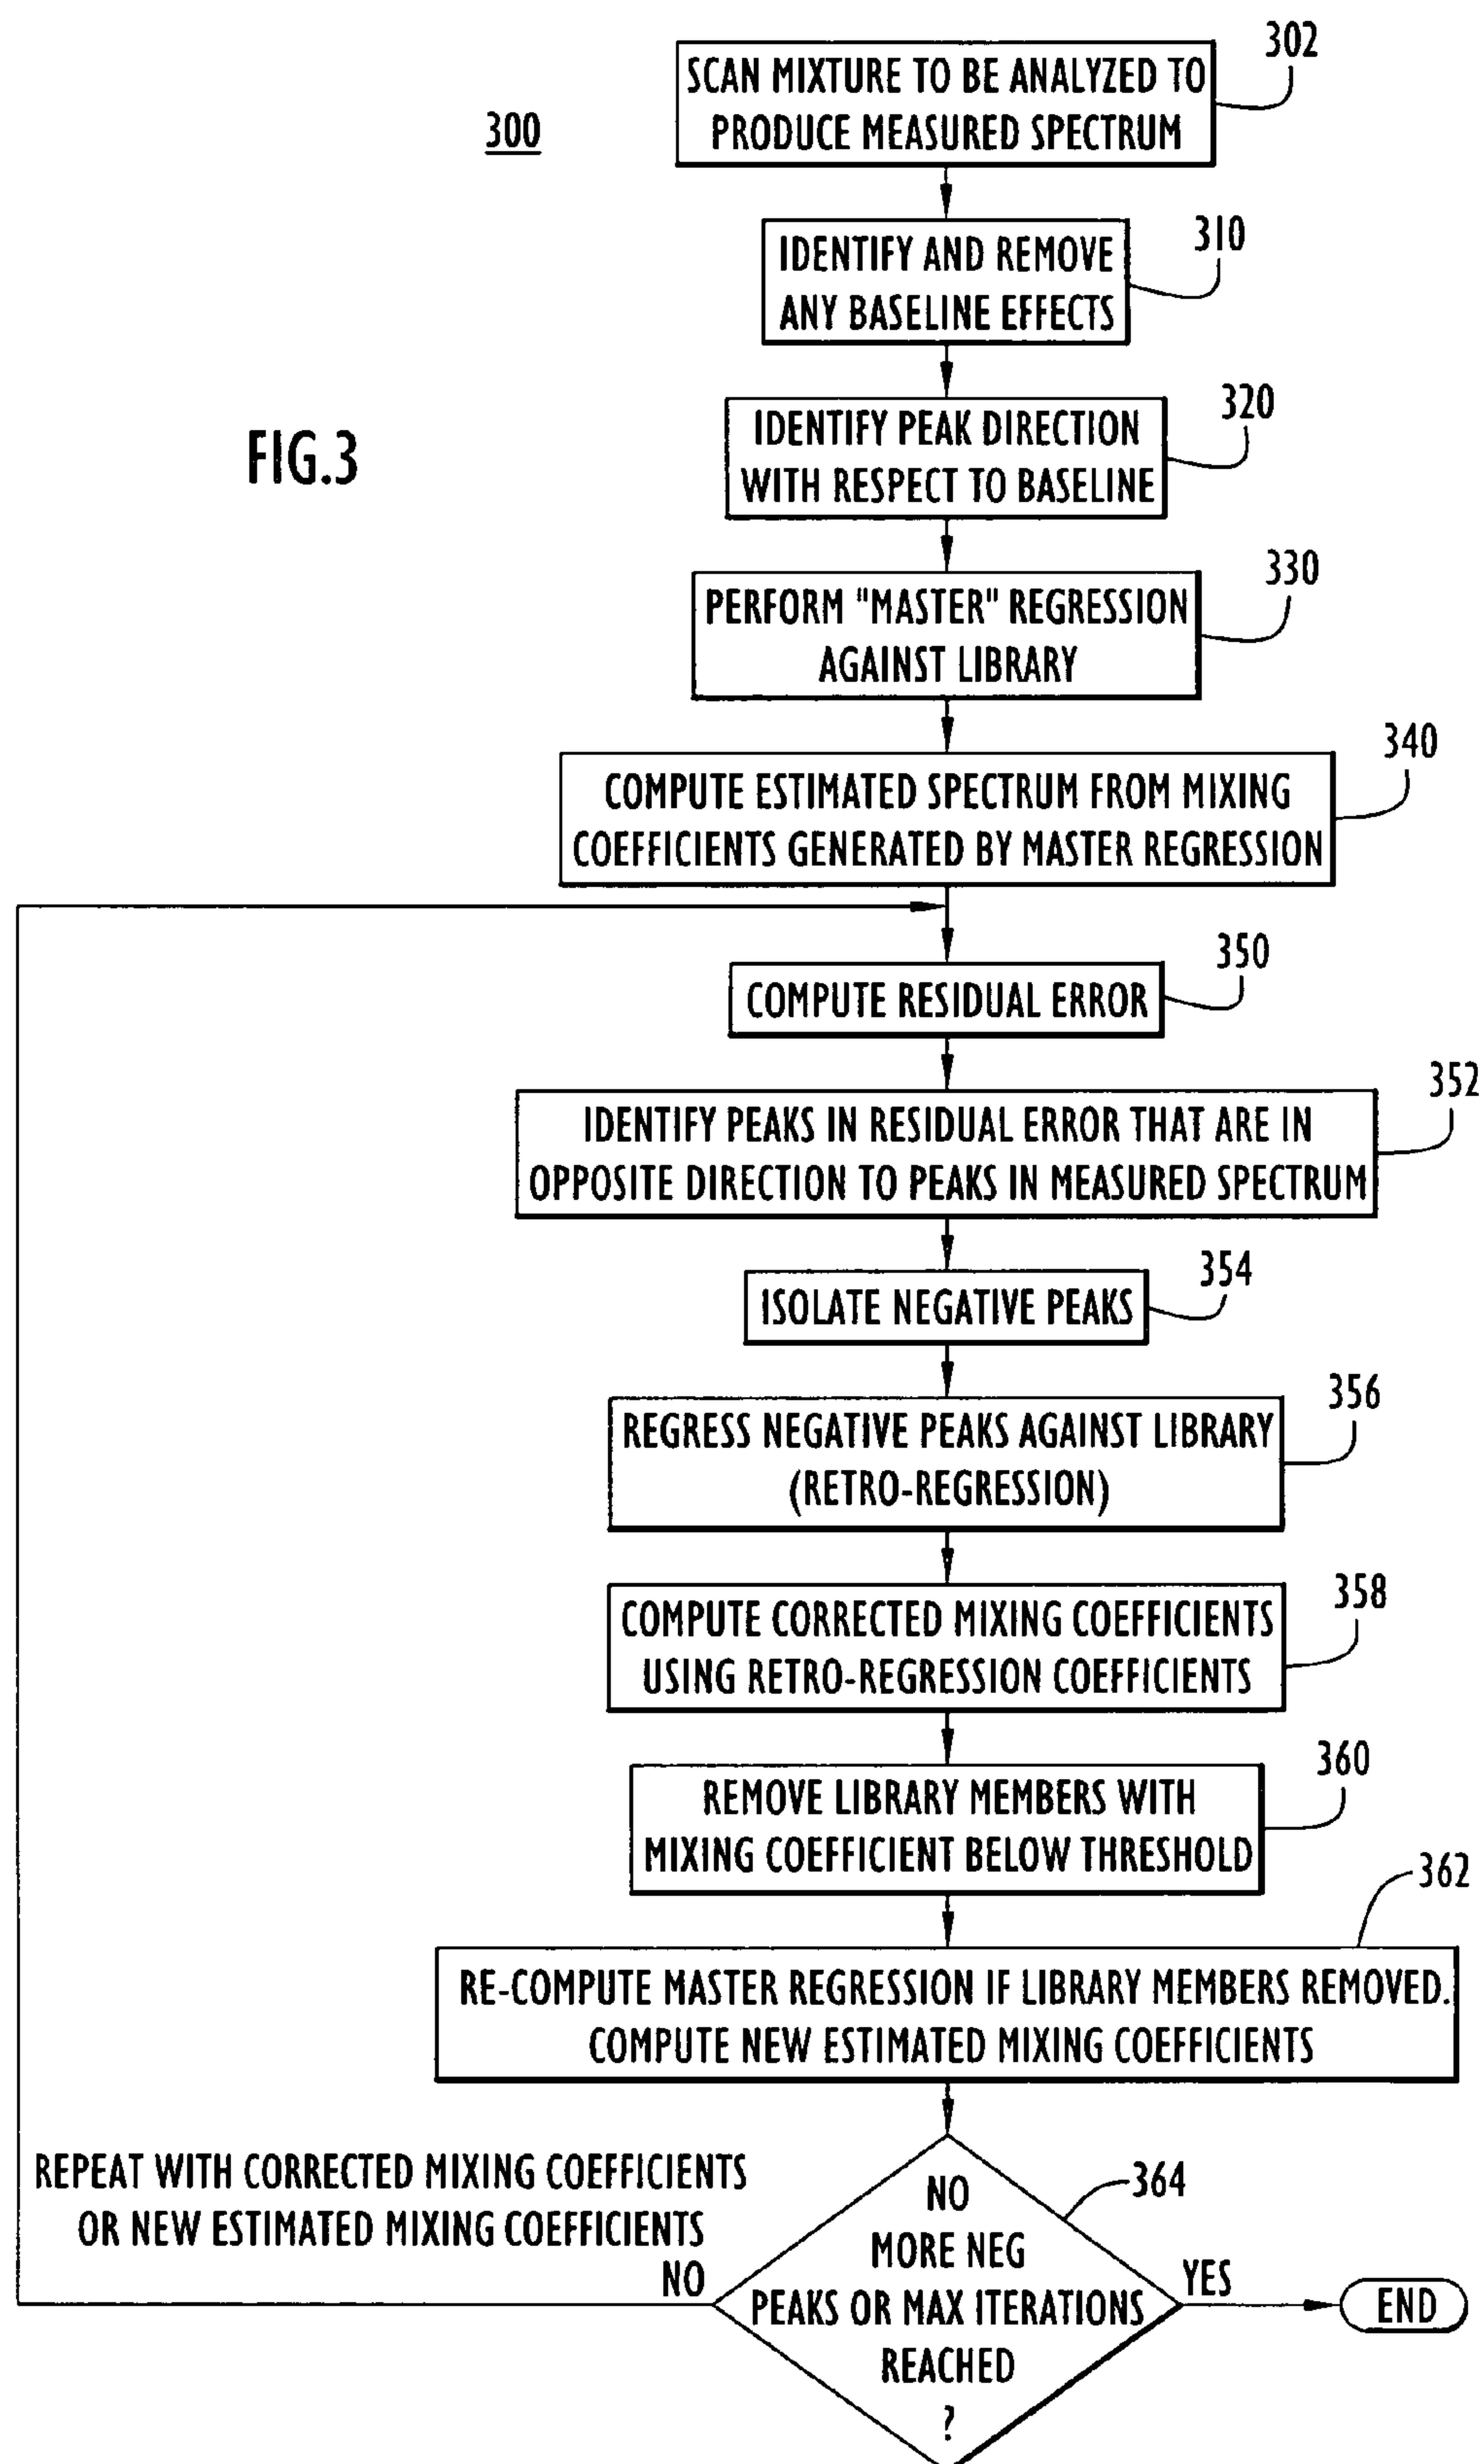 302
SCAN MIXTURE TO BE ANALYZED TO
PRODUCE MEASURED SPECTRUM
300
310
IDENTIFY AND REMOVE
ANY BASELINE EFFECTS
320
IDENTIFY PEAK DIRECTION
WITH RESPECT TO BASELINE
FIG.3
330
PERFORM "MASTER" REGRESSION
AGAINST LIBRARY
340
COMPUTE ESTIMATED SPECTRUM FROM MIXING
COEFFICIENTS GENERATED BY MASTER REGRESSION
350
COMPUTE RESIDUAL ERROR
352
IDENTIFY PEAKS IN RESIDUAL ERROR THAT ARE IN
OPPOSITE DIRECTION TO PEAKS IN MEASURED SPECTRUM
354
ISOLATE NEGATIVE PEAKS
356
REGRESS NEGATIVE PEAKS AGAINST LIBRARY
(RETRO-REGRESSION)
358
COMPUTE CORRECTED MIXING COEFFICIENTS
USING RETRO-REGRESSION COEFFICIENTS
360
REMOVE LIBRARY MEMBERS WITH
MIXING COEFFICIENT BELOW THRESHOLD
362
RE-COMPUTE MASTER REGRESSION IF LIBRARY MEMBERS REMOVED.
COMPUTE NEW ESTIMATED MIXING COEFFICIENTS
REPEAT WITH CORRECTED MIXING COEFFICIENTS
OR NEW ESTIMATED MIXING COEFFICIENTS
NO
364
NO
MORE NEG
PEAKS OR MAX ITERATIONS
REACHED
?
YES
END